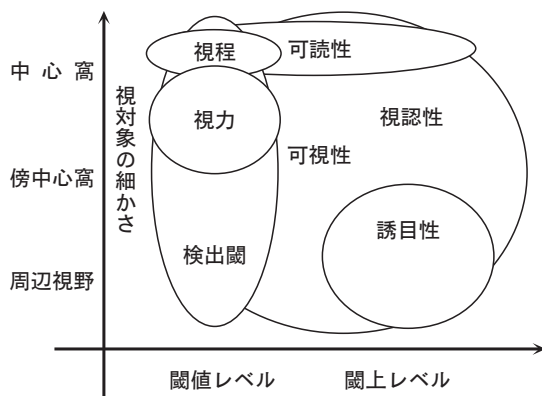 視程
可読性
中心窩
視対象の細かさ
視力
視認性
可視性
傍中心窩
誘目性
検出閾
周辺視野
閾値レベル
閾上レベル